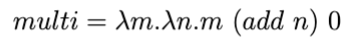 multi = λm.λn.m (add n) 0